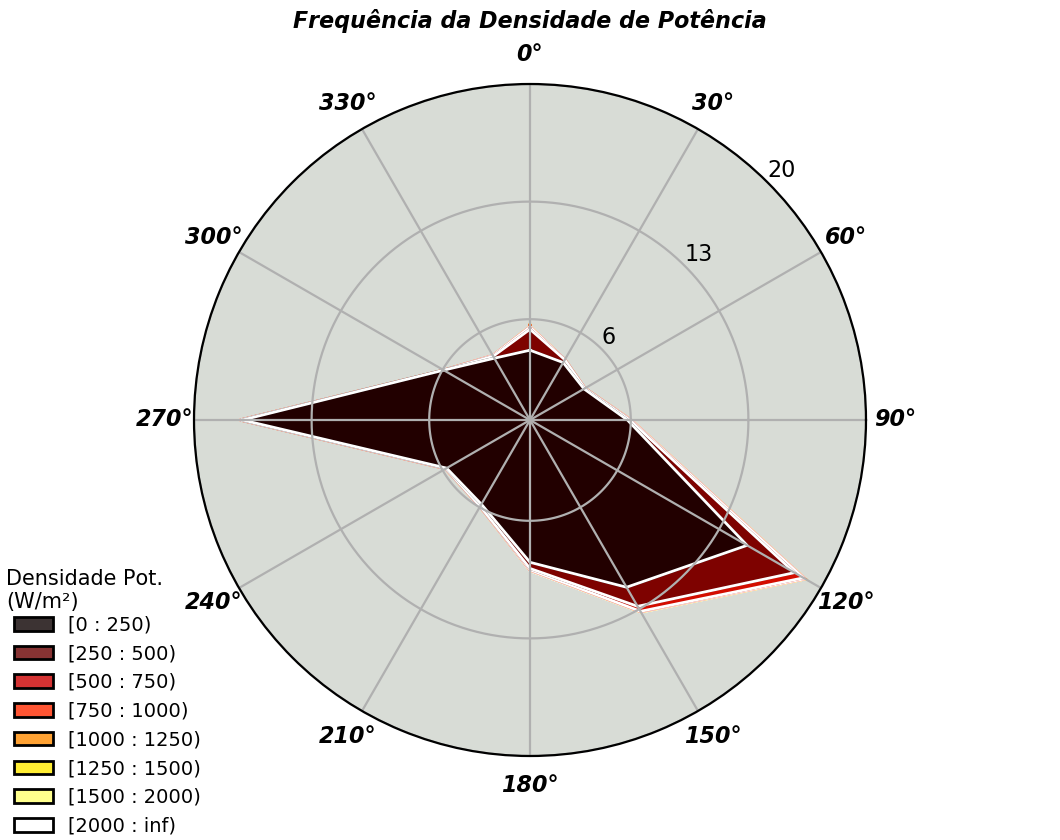 Frequência da Densidade de Potência
0°
330°
30°
20
300°
60°
13
6
270°
90°
240°
120°
210°
150°
180°
Densidade Pot.
(W/m²)
[0 : 250)
[250 : 500)
[500 : 750)
[750 : 1000)
[1000 : 1250)
[1250 : 1500)
[1500 : 2000)
[2000 : inf)